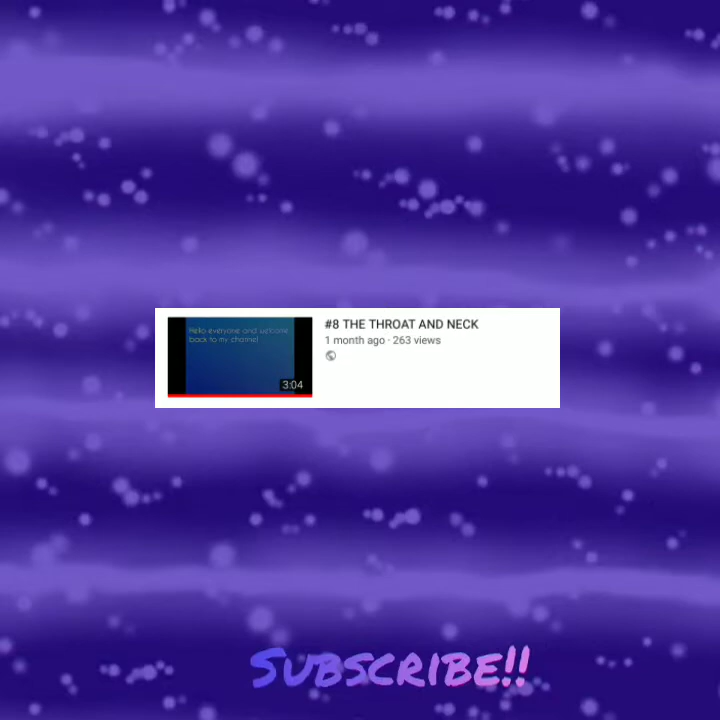 Hello everyone and welcome
back to my channel
3:04
#8 THE THROAT AND NECK
1 month ago · 263 views
SUBSCRIBE!!